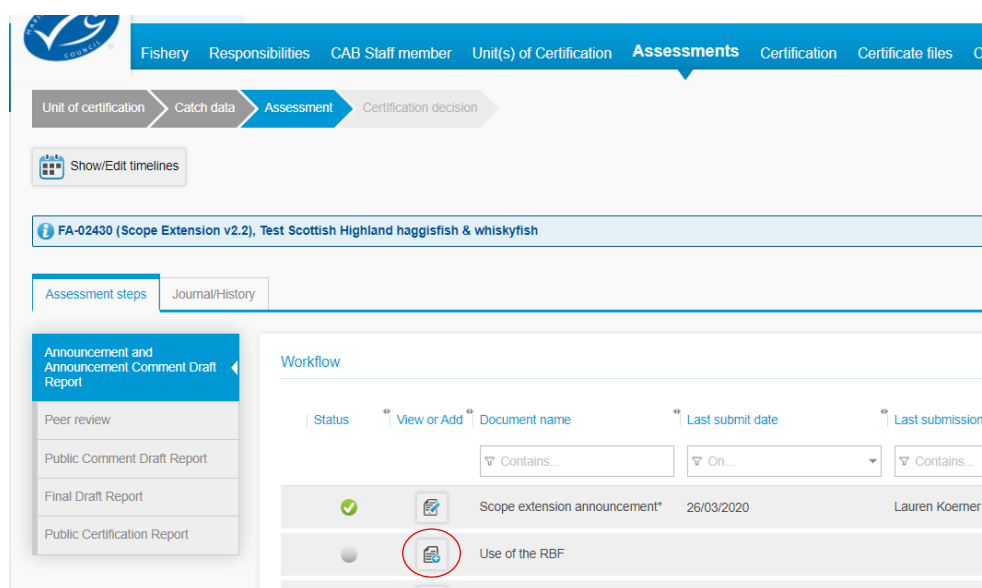 COUNCIL
Fishery Responsibilities CAB Staff member Unit(s) of Certification Assessments Certification Certificate files
Unit of certification Catch data Assessment Certification decision
Show/Edit timelines
FA-02430 (Scope Extension v2.2), Test Scottish Highland haggisfish & whiskyfish
Assessment steps Journal/History
Announcement and
Announcement Comment Draft
Report
Peer review
Public Comment Draft Report
Final Draft Report
Public Certification Report
Workflow
Status View or Add Document name Last submit date Last submission
Contains... On... Contains...
Scope extension announcement* 26/03/2020 Lauren Koerner
Use of the RBF